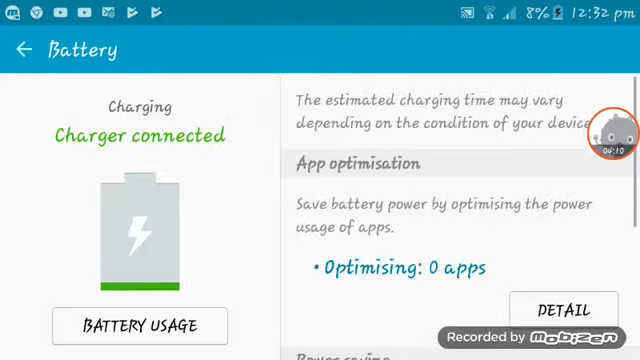 8% 12:32 pm
Battery
Charging
Charger connected
BATTERY USAGE
The estimated charging time may vary
depending on the condition of your device
04:10
App optimisation
Save battery power by optimising the power
usage of apps.
• Optimising: 0 apps
DETAIL
Recorded by mobizen
Power saving